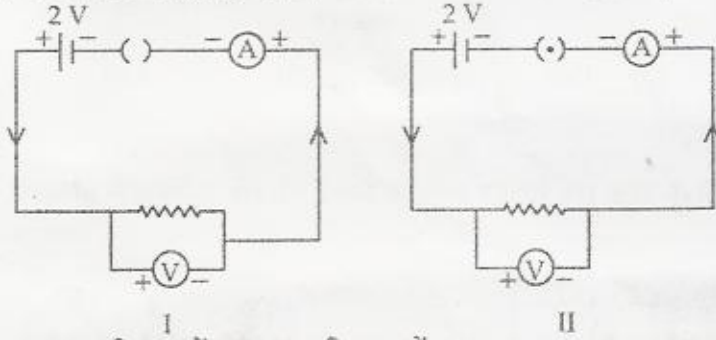 2 V
2 V
+ − ( ) − A +
+ − (•) − A +
+ V −
+ V −
I
II